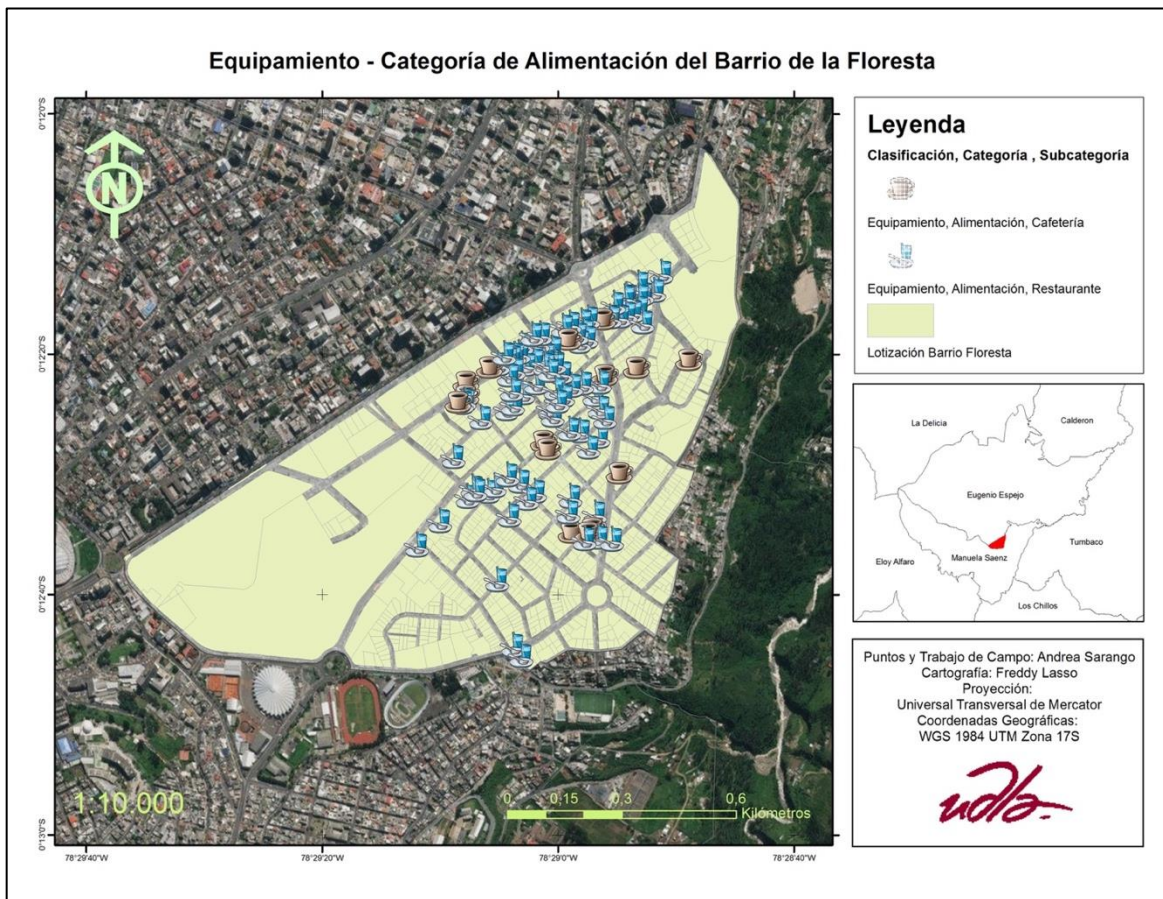 Equipamiento - Categoría de Alimentación del Barrio de la Floresta
0°12'0"S
0°12'20"S
0°12'40"S
0°13'0"S
N
1:10.000
0 0,15 0,3 0,6
Kilómetros
78°29'40"W 78°29'20"W 78°29'0"W 78°28'40"W
Leyenda
Clasificación, Categoría , Subcategoría
Equipamiento, Alimentación, Cafetería
Equipamiento, Alimentación, Restaurante
Lotización Barrio Floresta
La Delicia
Calderon
Eugenio Espejo
Tumbaco
Manuela Saenz
Eloy Alfaro
Los Chillos
Puntos y Trabajo de Campo: Andrea Sarango
Cartografía: Freddy Lasso
Proyección:
Universal Transversal de Mercator
Coordenadas Geográficas:
WGS 1984 UTM Zona 17S
udla